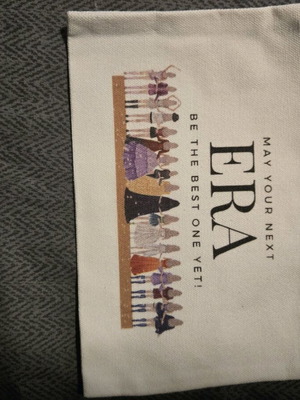 MAY YOUR NEXT
ERA
BE THE BEST ONE YET!